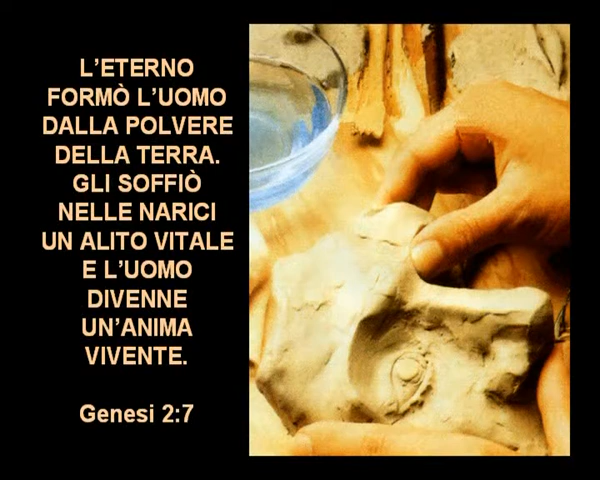 L'ETERNO
FORMÒ L'UOMO
DALLA POLVERE
DELLA TERRA.
GLI SOFFIÒ
NELLE NARICI
UN ALITO VITALE
E L'UOMO
DIVENNE
UN'ANIMA
VIVENTE.
Genesi 2:7